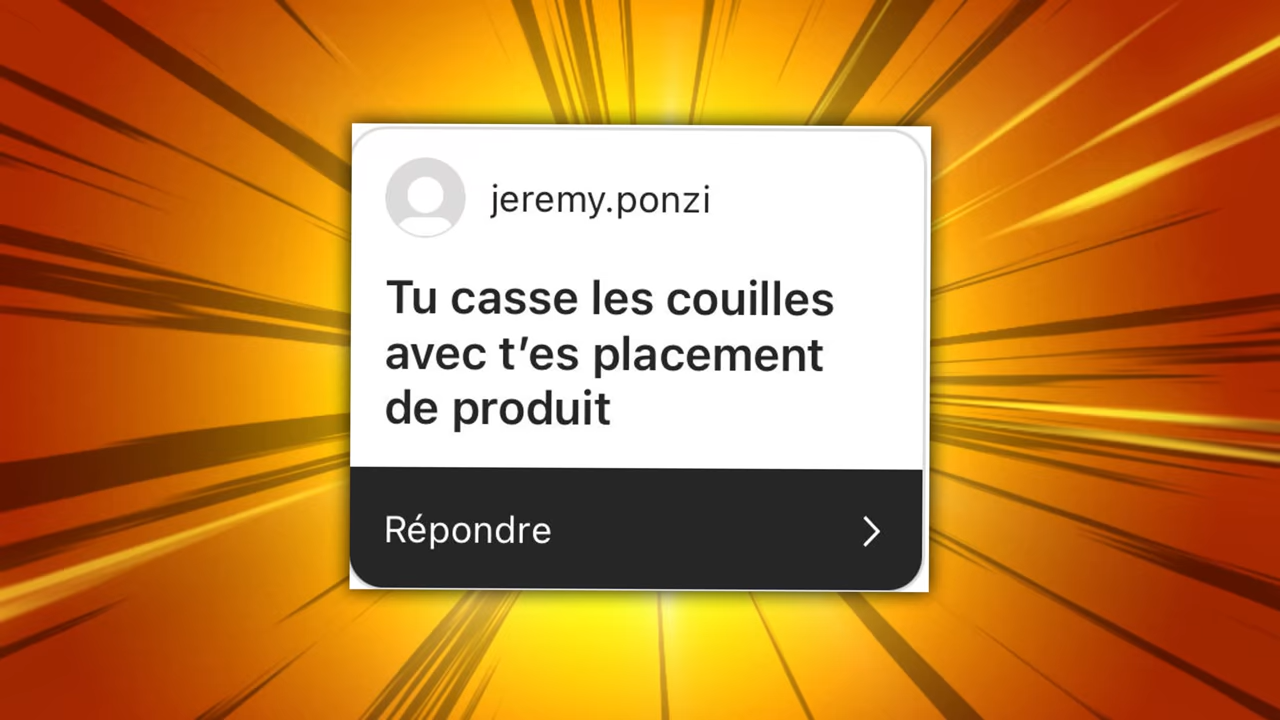 jeremy.ponzi
Tu casse les couilles
avec t’es placement
de produit
Répondre